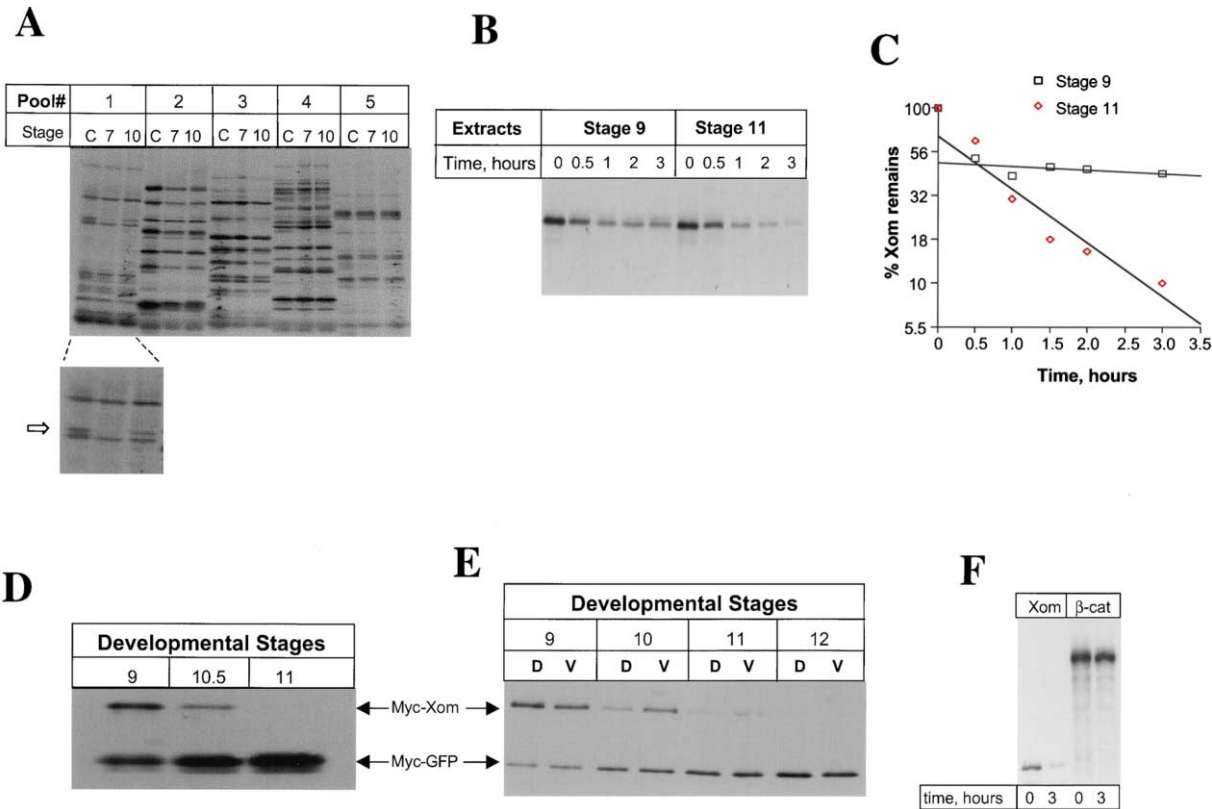 A
Pool# 1 2 3 4 5
Stage C 7 10 C 7 10 C 7 10 C 7 10 C 7 10
B
Extracts Stage 9 Stage 11
Time, hours 0 0.5 1 2 3 0 0.5 1 2 3
C
Stage 9
Stage 11
% Xom remains
100
56
32
18
10
5.5
0 0.5 1.0 1.5 2.0 2.5 3.0 3.5
Time, hours
D
Developmental Stages
9 10.5 11
Myc-Xom
Myc-GFP
E
Developmental Stages
9 10 11 12
D V D V D V D V
F
Xom β-cat
time, hours 0 3 0 3